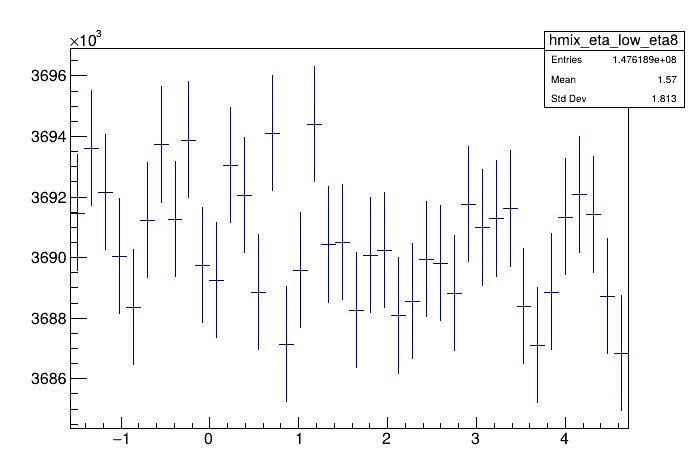 ×10³
hmix_eta_low_eta8
Entries 1.476189e+08
Mean 1.57
Std Dev 1.813
3696
3694
3692
3690
3688
3686
−1 0 1 2 3 4